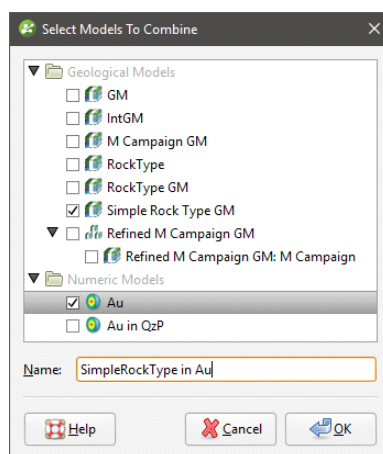 Select Models To Combine
Geological Models
GM
IntGM
M Campaign GM
RockType
RockType GM
Simple Rock Type GM
Refined M Campaign GM
Refined M Campaign GM: M Campaign
Numeric Models
Au
Au in QzP
Name: SimpleRockType in Au
Help Cancel OK